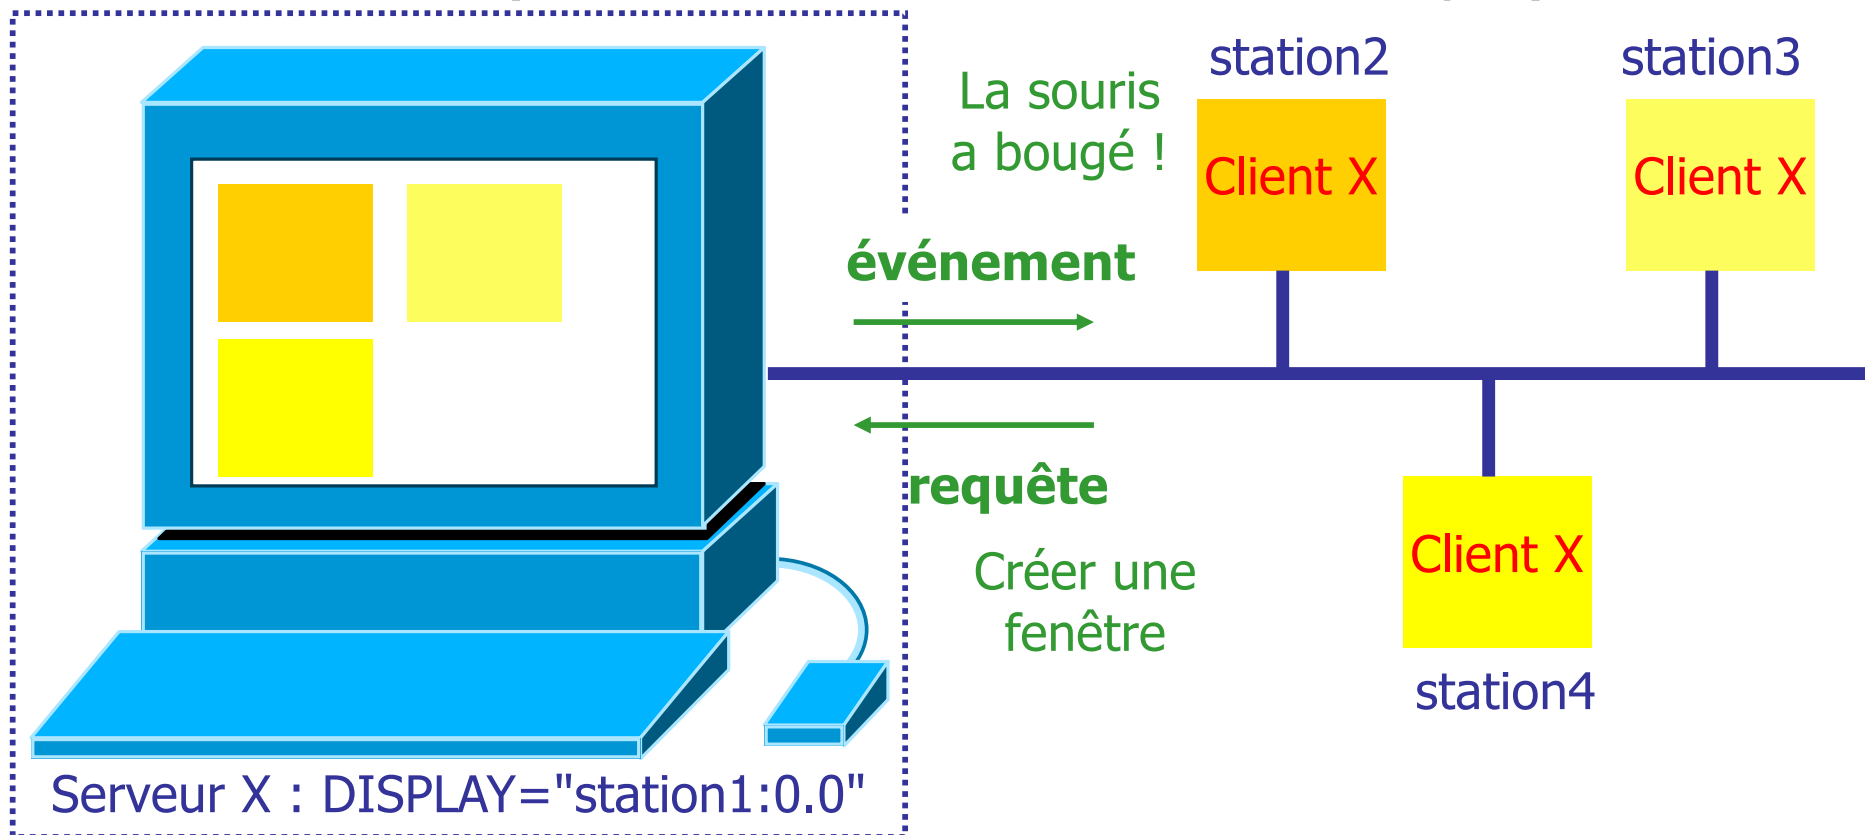 station2
station3
La souris
a bougé !
Client X
Client X
événement
requête
Créer une
fenêtre
Client X
station4
Serveur X : DISPLAY="station1:0.0"